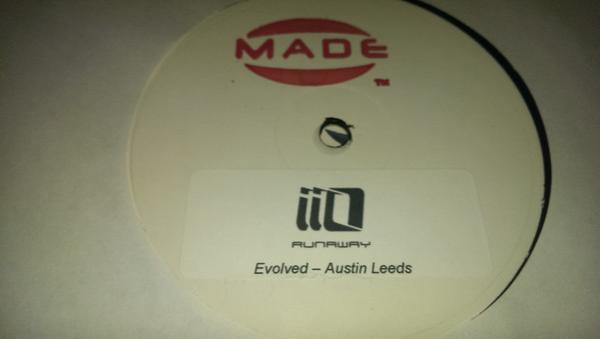 MADE
TM
iiO
RUNAWAY
Evolved – Austin Leeds